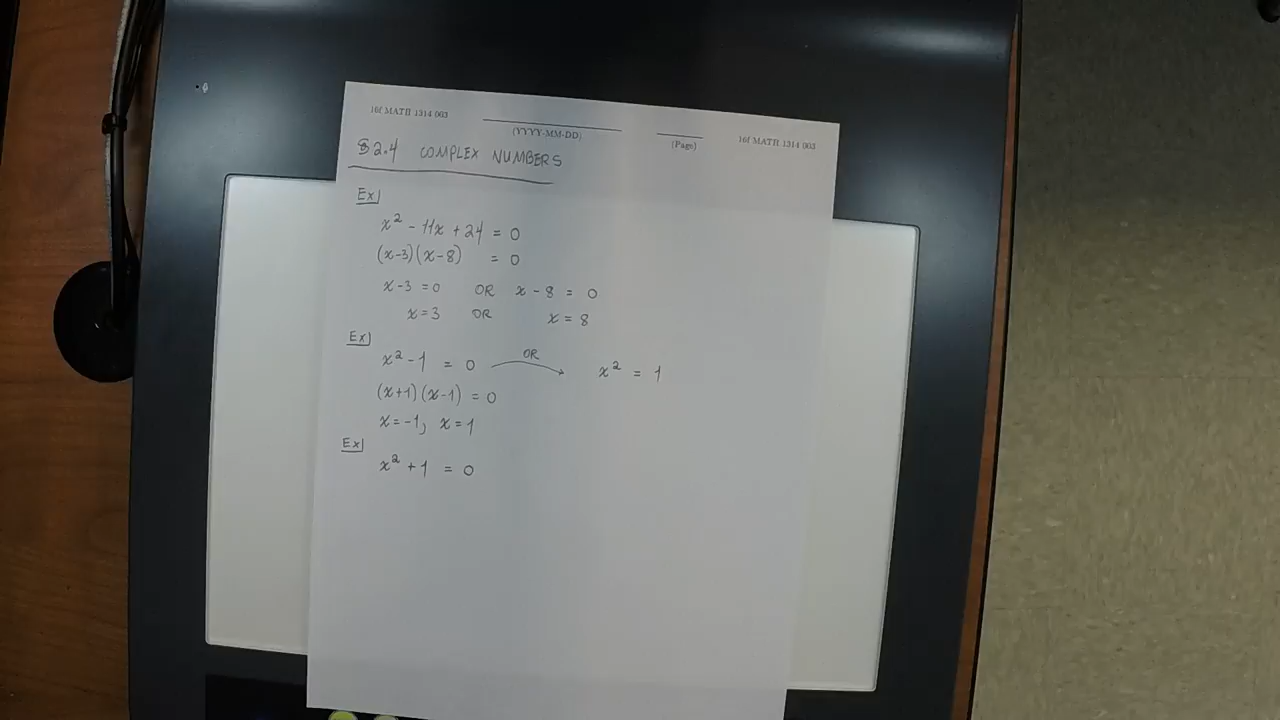 16f MATH 1314 003 (YYYY-MM-DD) (Page) 16f MATH 1314 003
§2.4 COMPLEX NUMBERS
Ex)
x² - 11x + 24 = 0
(x-3)(x-8) = 0
x-3 = 0 OR x - 8 = 0
x = 3 OR x = 8
Ex)
x² - 1 = 0 OR → x² = 1
(x+1)(x-1) = 0
x = -1, x = 1
Ex)
x² + 1 = 0